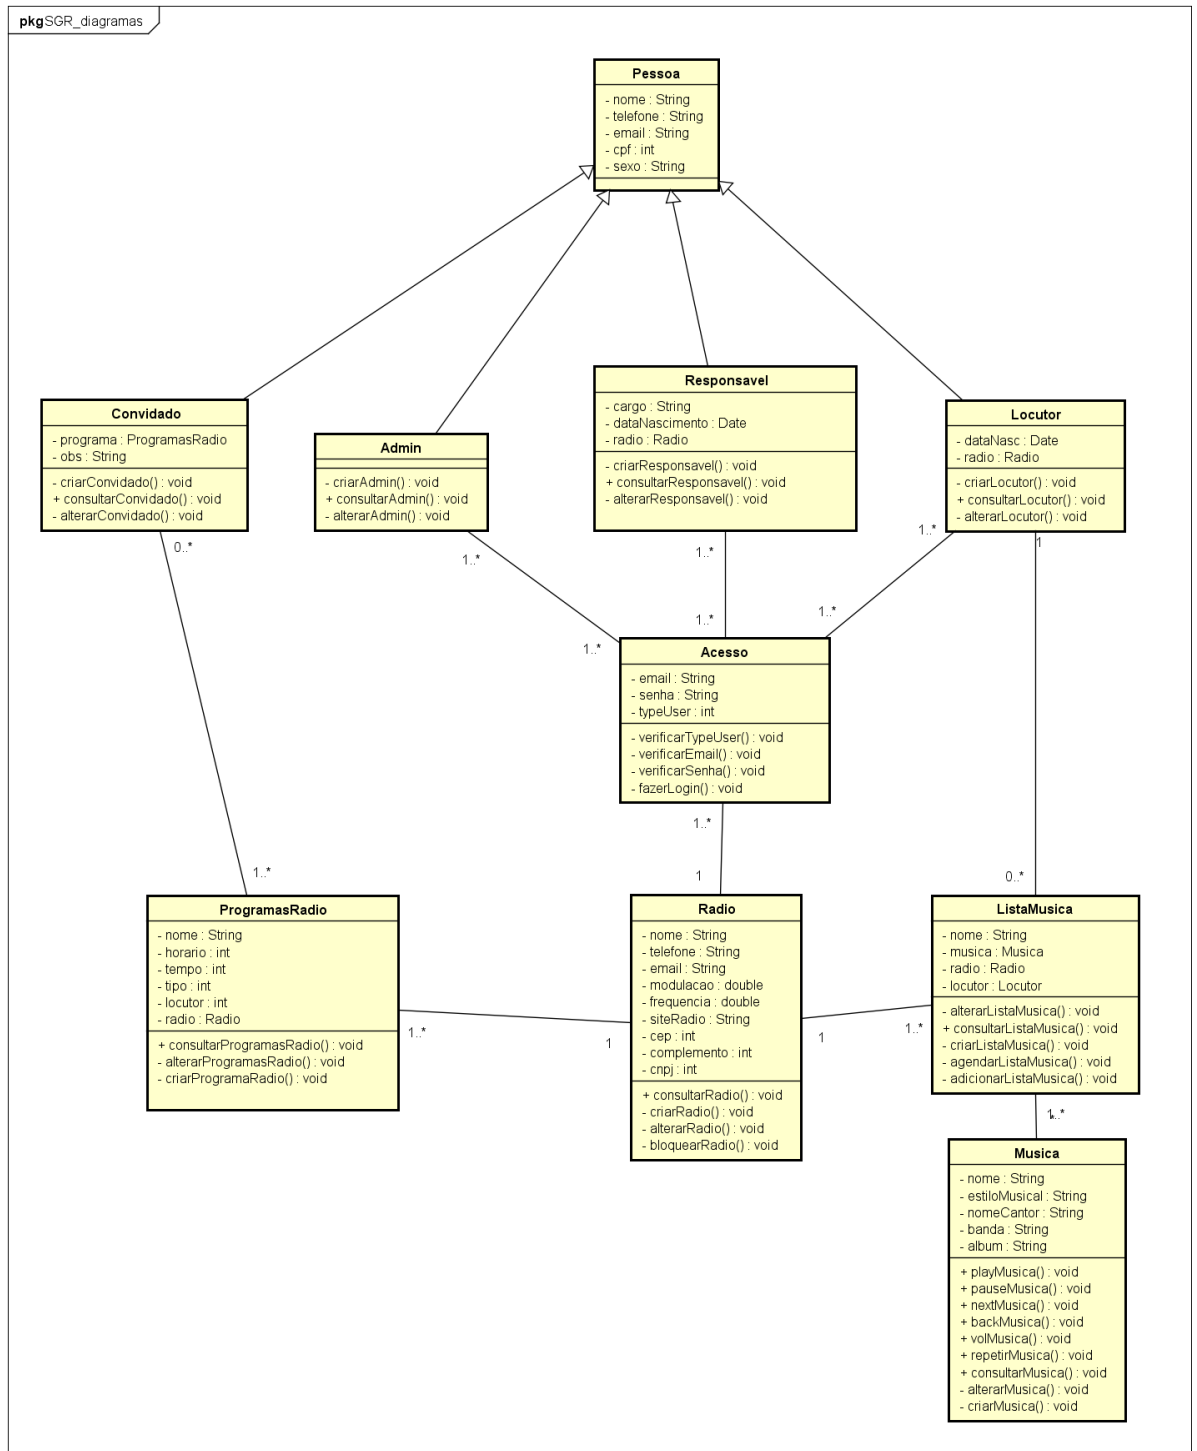 pkg SGR_diagramas
Pessoa
- nome : String
- telefone : String
- email : String
- cpf : int
- sexo : String
Convidado
- programa : ProgramasRadio
- obs : String
- criarConvidado() : void
+ consultarConvidado() : void
- alterarConvidado() : void
Admin
- criarAdmin() : void
+ consultarAdmin() : void
- alterarAdmin() : void
Responsavel
- cargo : String
- dataNascimento : Date
- radio : Radio
- criarResponsavel() : void
+ consultarResponsavel() : void
- alterarResponsavel() : void
Locutor
- dataNasc : Date
- radio : Radio
- criarLocutor() : void
+ consultarLocutor() : void
- alterarLocutor() : void
0..*
1..*
1..*
1..*
1
1..*
1..*
1..*
Acesso
- email : String
- senha : String
- typeUser : int
- verificarTypeUser() : void
- verificarEmail() : void
- verificarSenha() : void
- fazerLogin() : void
1..*
1..*
1
0..*
ProgramasRadio
- nome : String
- horario : int
- tempo : int
- tipo : int
- locutor : int
- radio : Radio
+ consultarProgramasRadio() : void
- alterarProgramasRadio() : void
- criarProgramaRadio() : void
1..*
1
Radio
- nome : String
- telefone : String
- email : String
- modulacao : double
- frequencia : double
- siteRadio : String
- cep : int
- complemento : int
- cnpj : int
+ consultarRadio() : void
- criarRadio() : void
- alterarRadio() : void
- bloquearRadio() : void
1
1..*
ListaMusica
- nome : String
- musica : Musica
- radio : Radio
- locutor : Locutor
- alterarListaMusica() : void
+ consultarListaMusica() : void
- criarListaMusica() : void
- agendarListaMusica() : void
- adicionarListaMusica() : void
Musica
- nome : String
- estiloMusical : String
- nomeCantor : String
- banda : String
- album : String
+ playMusica() : void
+ pauseMusica() : void
+ nextMusica() : void
+ backMusica() : void
+ volMusica() : void
+ repetirMusica() : void
+ consultarMusica() : void
- alterarMusica() : void
- criarMusica() : void